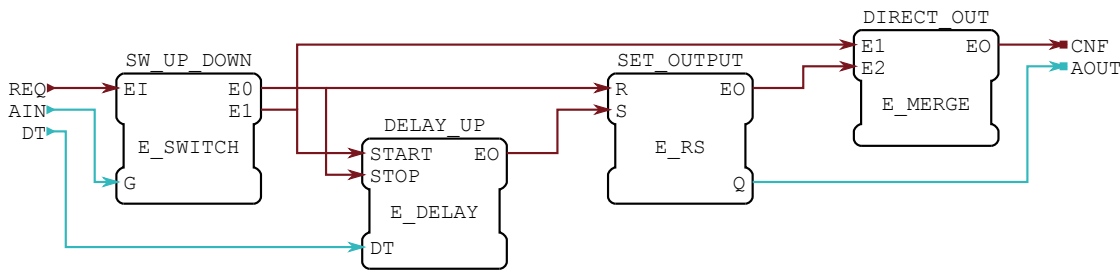 REQ
AIN
DT
SW_UP_DOWN
EI
E0
E1
E_SWITCH
G
DELAY_UP
START
EO
STOP
E_DELAY
DT
SET_OUTPUT
R
EO
S
E_RS
Q
DIRECT_OUT
E1
EO
E2
E_MERGE
CNF
AOUT